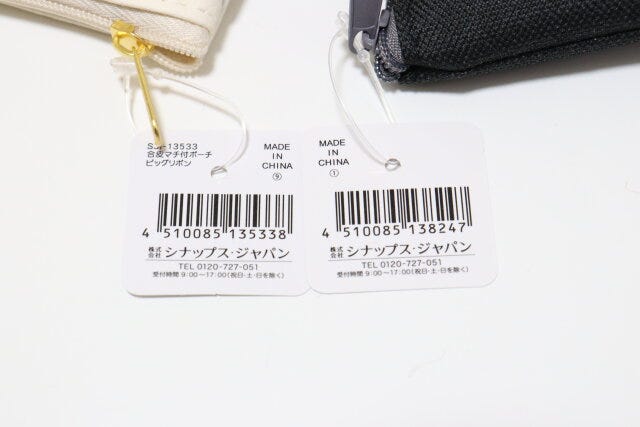 13533
合皮マチ付ポーチ
ビッグリボン
MADE
IN
CHINA
⑨
4 510085 135338
株式会社 シナップス・ジャパン
TEL 0120-727-051
受付時間 9:00~17:00(祝日・土・日を除く)
MADE
IN
CHINA
①
4 510085 138247
株式会社 シナップス・ジャパン
TEL 0120-727-051
受付時間 9:00~17:00(祝日・土・日を除く)